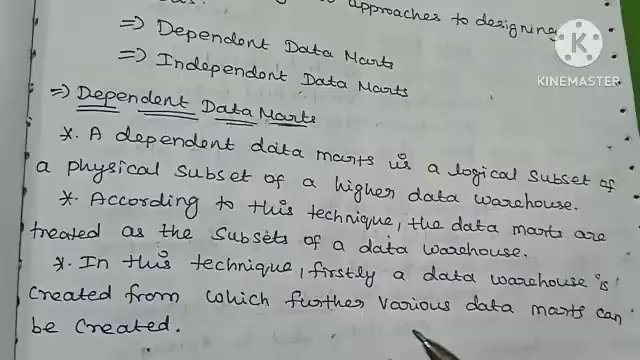 approaches to designing
=) Dependent Data Marts
=) Independent Data Marts
=) Dependent Data Marts
*. A dependent data marts is a logical subset of
a physical subset of a higher data warehouse.
*. According to this technique, the data marts are
treated as the subsets of a data warehouse.
*. In this technique, firstly a data warehouse is
created from which further various data marts can
be created.
K
KINEMASTER